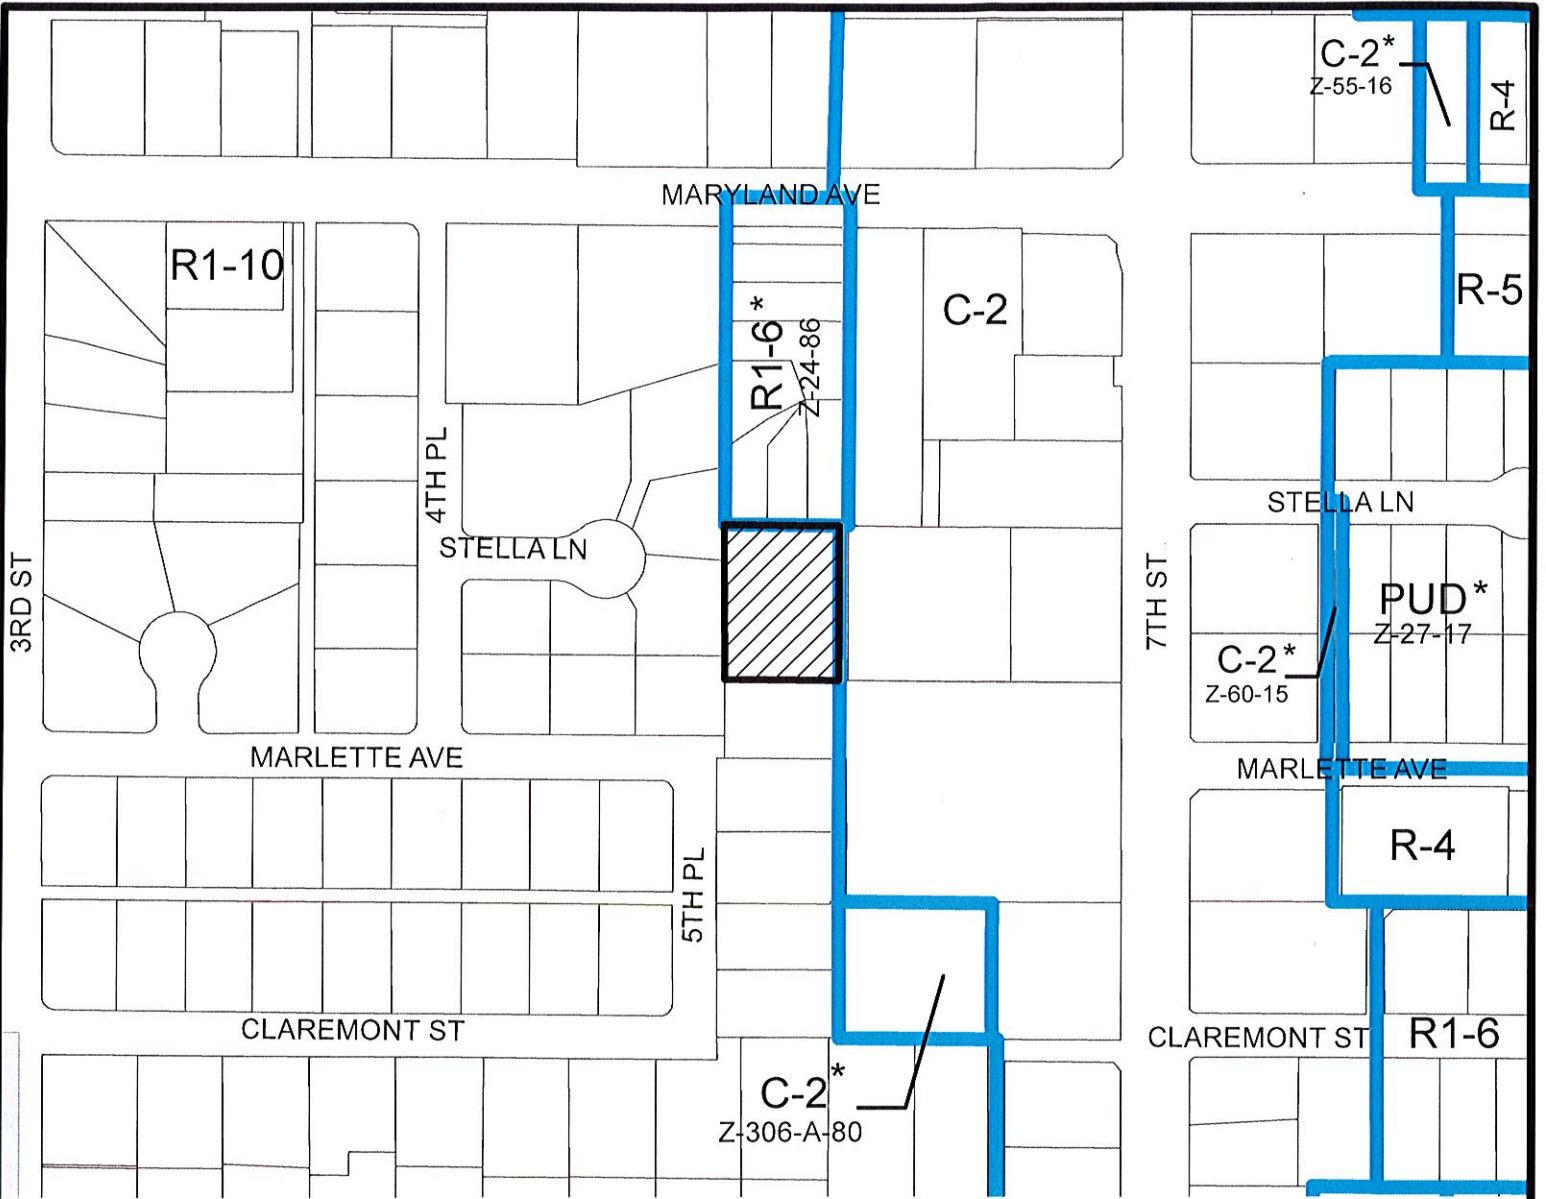 C-2*
Z-55-16
R-4
MARYLAND AVE
R1-10
R1-6*
Z-24-86
C-2
R-5
4TH PL
STELLA LN
STELLA LN
3RD ST
7TH ST
PUD*
Z-27-17
C-2*
Z-60-15
MARLETTE AVE
MARLETTE AVE
R-4
5TH PL
CLAREMONT ST
CLAREMONT ST
R1-6
C-2*
Z-306-A-80